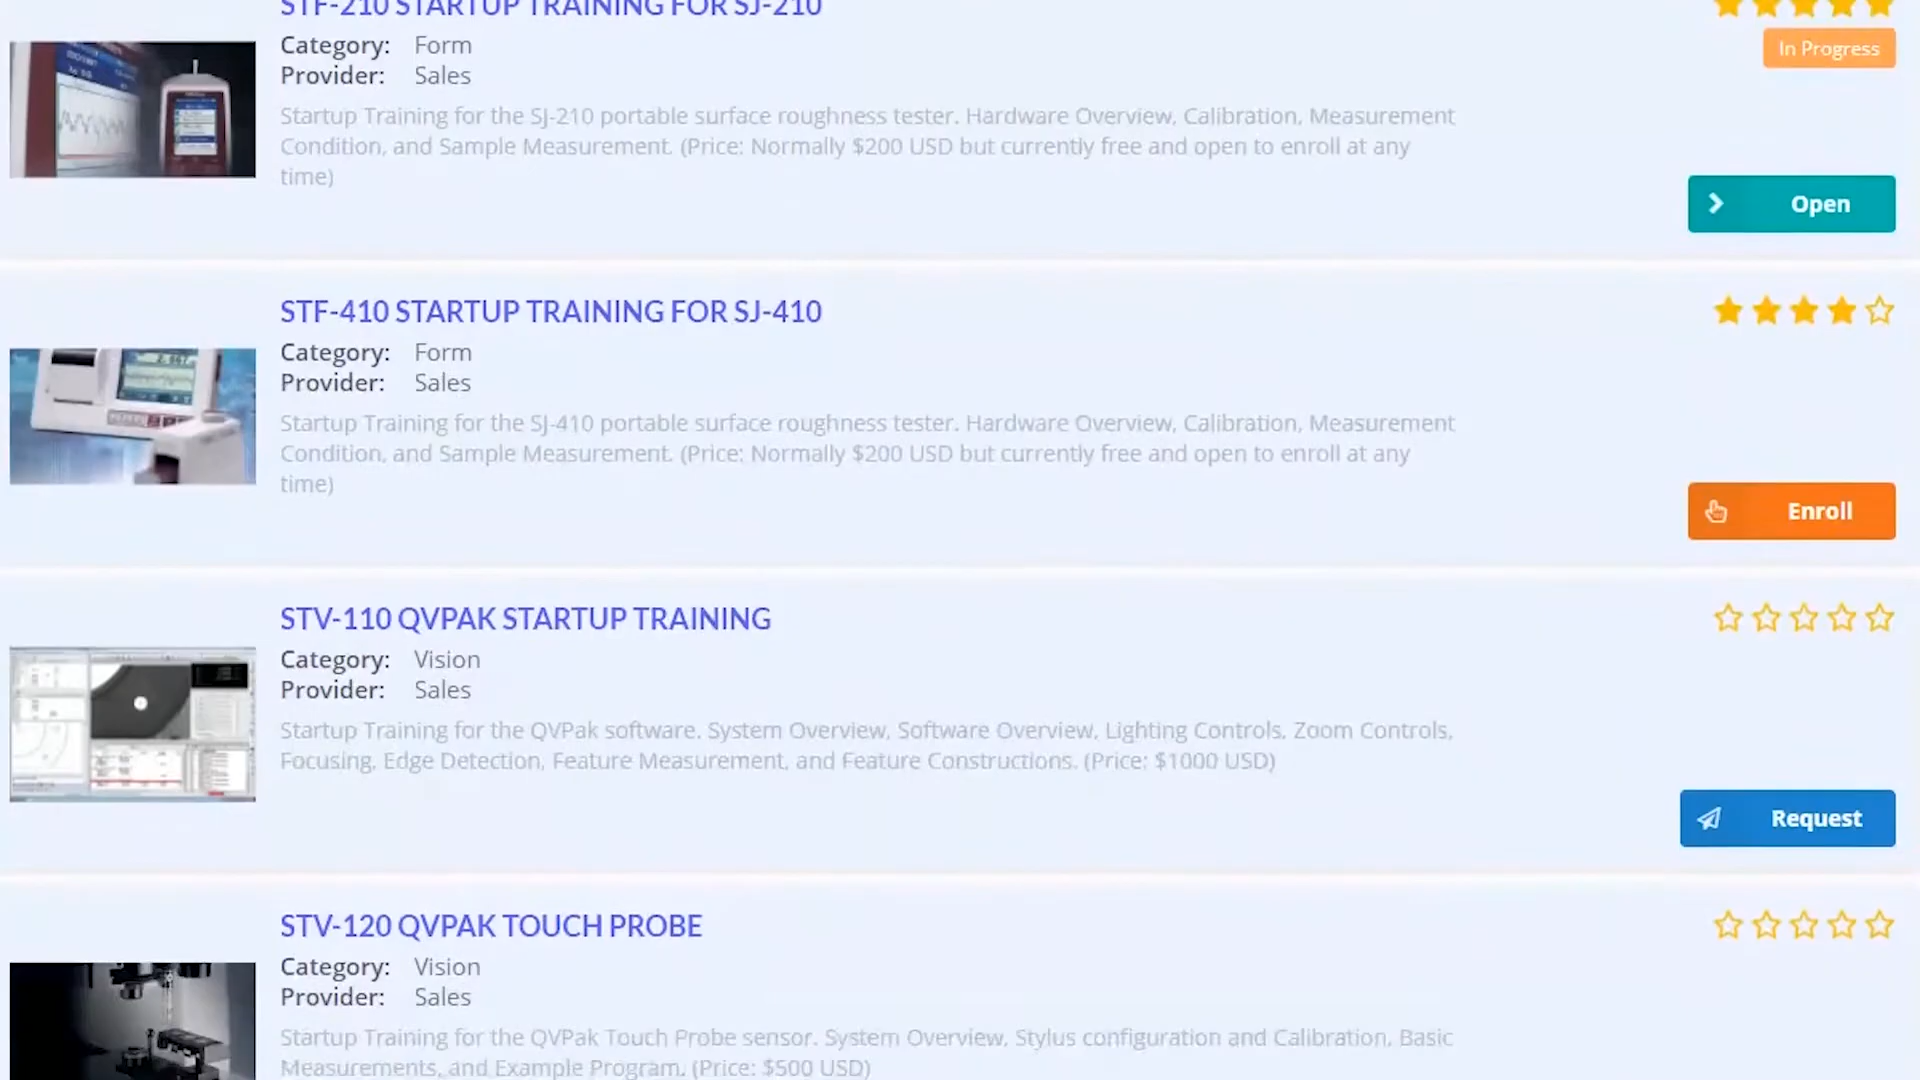 STF-210 STARTUP TRAINING FOR SJ-210
Category: Form
In Progress
Provider: Sales
Startup Training for the SJ-210 portable surface roughness tester. Hardware Overview, Calibration, Measurement
Condition, and Sample Measurement. (Price: Normally $200 USD but currently free and open to enroll at any
time)
Open
STF-410 STARTUP TRAINING FOR SJ-410
Category: Form
Provider: Sales
Startup Training for the SJ-410 portable surface roughness tester. Hardware Overview, Calibration, Measurement
Condition, and Sample Measurement. (Price: Normally $200 USD but currently free and open to enroll at any
time)
Enroll
STV-110 QVPAK STARTUP TRAINING
Category: Vision
Provider: Sales
Startup Training for the QVPak software. System Overview, Software Overview, Lighting Controls, Zoom Controls,
Focusing, Edge Detection, Feature Measurement, and Feature Constructions. (Price: $1000 USD)
Request
STV-120 QVPAK TOUCH PROBE
Category: Vision
Provider: Sales
Startup Training for the QVPak Touch Probe sensor. System Overview, Stylus configuration and Calibration, Basic
Measurements, and Example Program. (Price: $500 USD)